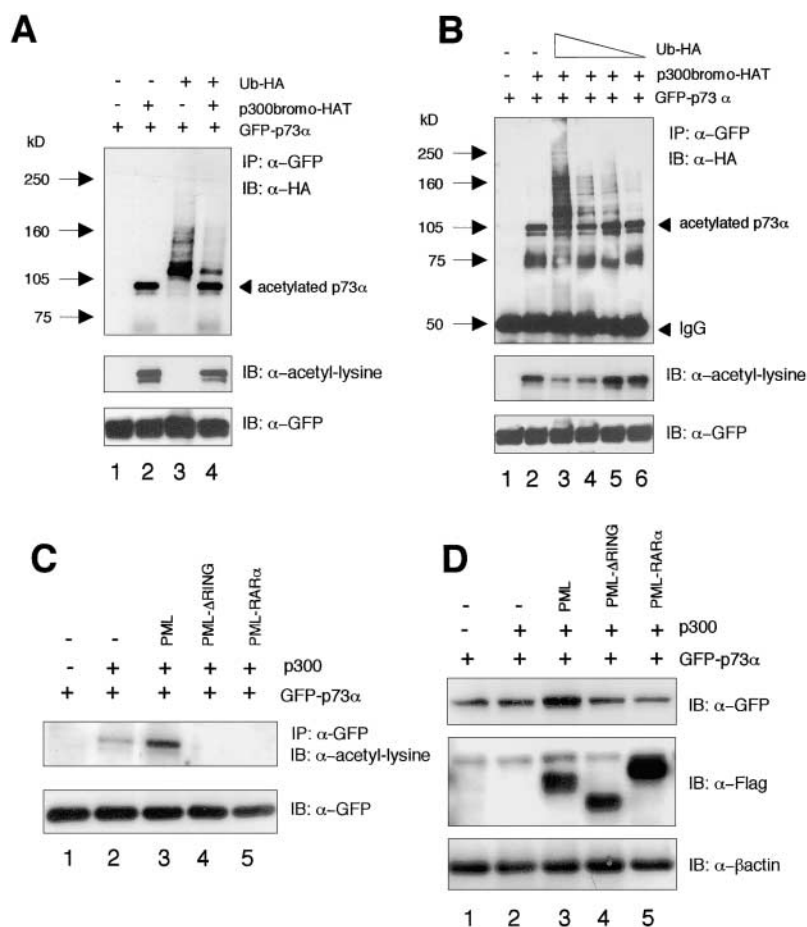 A
- - + + Ub-HA
- + - + p300bromo-HAT
+ + + + GFP-p73α
kD
250
160
105
75
IP: α-GFP
IB: α-HA
acetylated p73α
IB: α-acetyl-lysine
IB: α-GFP
1 2 3 4
B
- - Ub-HA
- + + + + + p300bromo-HAT
+ + + + + + GFP-p73 α
kD
250
160
105
75
50
IP: α-GFP
IB: α-HA
acetylated p73α
IgG
IB: α-acetyl-lysine
IB: α-GFP
1 2 3 4 5 6
C
- - PML PML-ΔRING PML-RARα
- + + + + p300
+ + + + + GFP-p73α
IP: α-GFP
IB: α-acetyl-lysine
IB: α-GFP
1 2 3 4 5
D
- - PML PML-ΔRING PML-RARα
- + + + + p300
+ + + + + GFP-p73α
IB: α-GFP
IB: α-Flag
IB: α-βactin
1 2 3 4 5